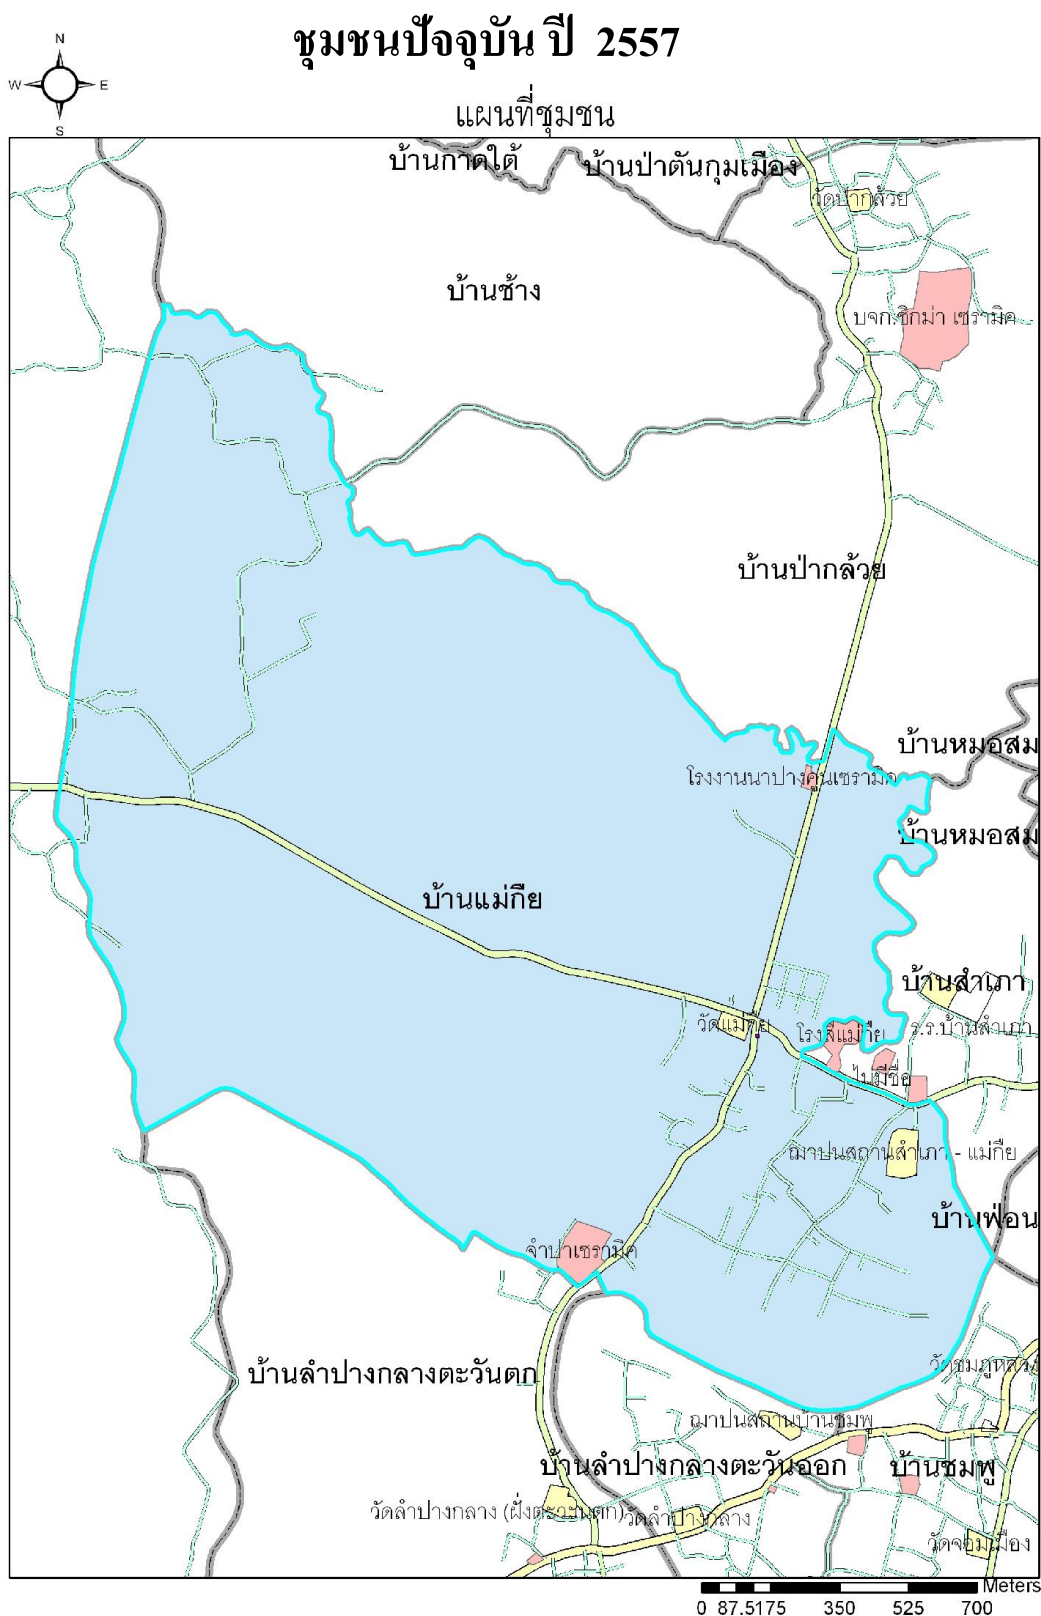 ชุมชนปัจจุบัน ปี 2557
N
W E
S
แผนที่ชุมชน
บ้านกาดใต้
บ้านป่าตันกุมเมือง
วัดป่ากล้วย
บ้านช้าง
บจก.ซิกม่า เซรามิค
บ้านป่ากล้วย
บ้านหมอสม
โรงงานนาปางคูนเซรามิค
บ้านหมอสม
บ้านแม่กึย
บ้านสำเภา
วัดแม่กึย
โรงสีแม่กึย
ร.ร.บ้านสำเภา
ไม่มีชื่อ
ฌาปนสถานสำเภา - แม่กึย
บ้านฟ่อน
จำปาเซรามิค
วัดชมภูหลวง
บ้านลำปางกลางตะวันตก
ฌาปนสถานบ้านชมพู
บ้านลำปางกลางตะวันออก
บ้านชมพู
วัดลำปางกลาง (ฝั่งตะวันตก)
วัดลำปางกลาง
วัดจอมเมือง
Meters
0 87.5175 350 525 700